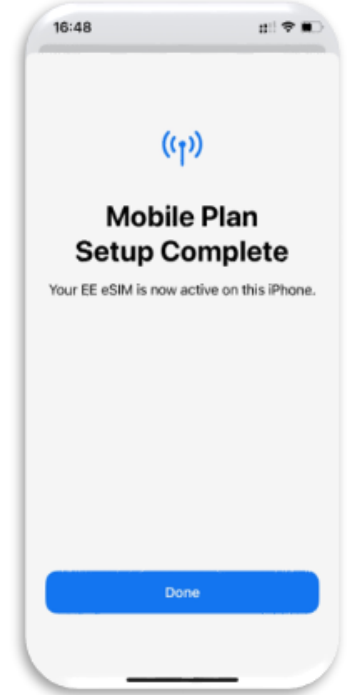 16:48
Mobile Plan
Setup Complete
Your EE eSIM is now active on this iPhone.
Done